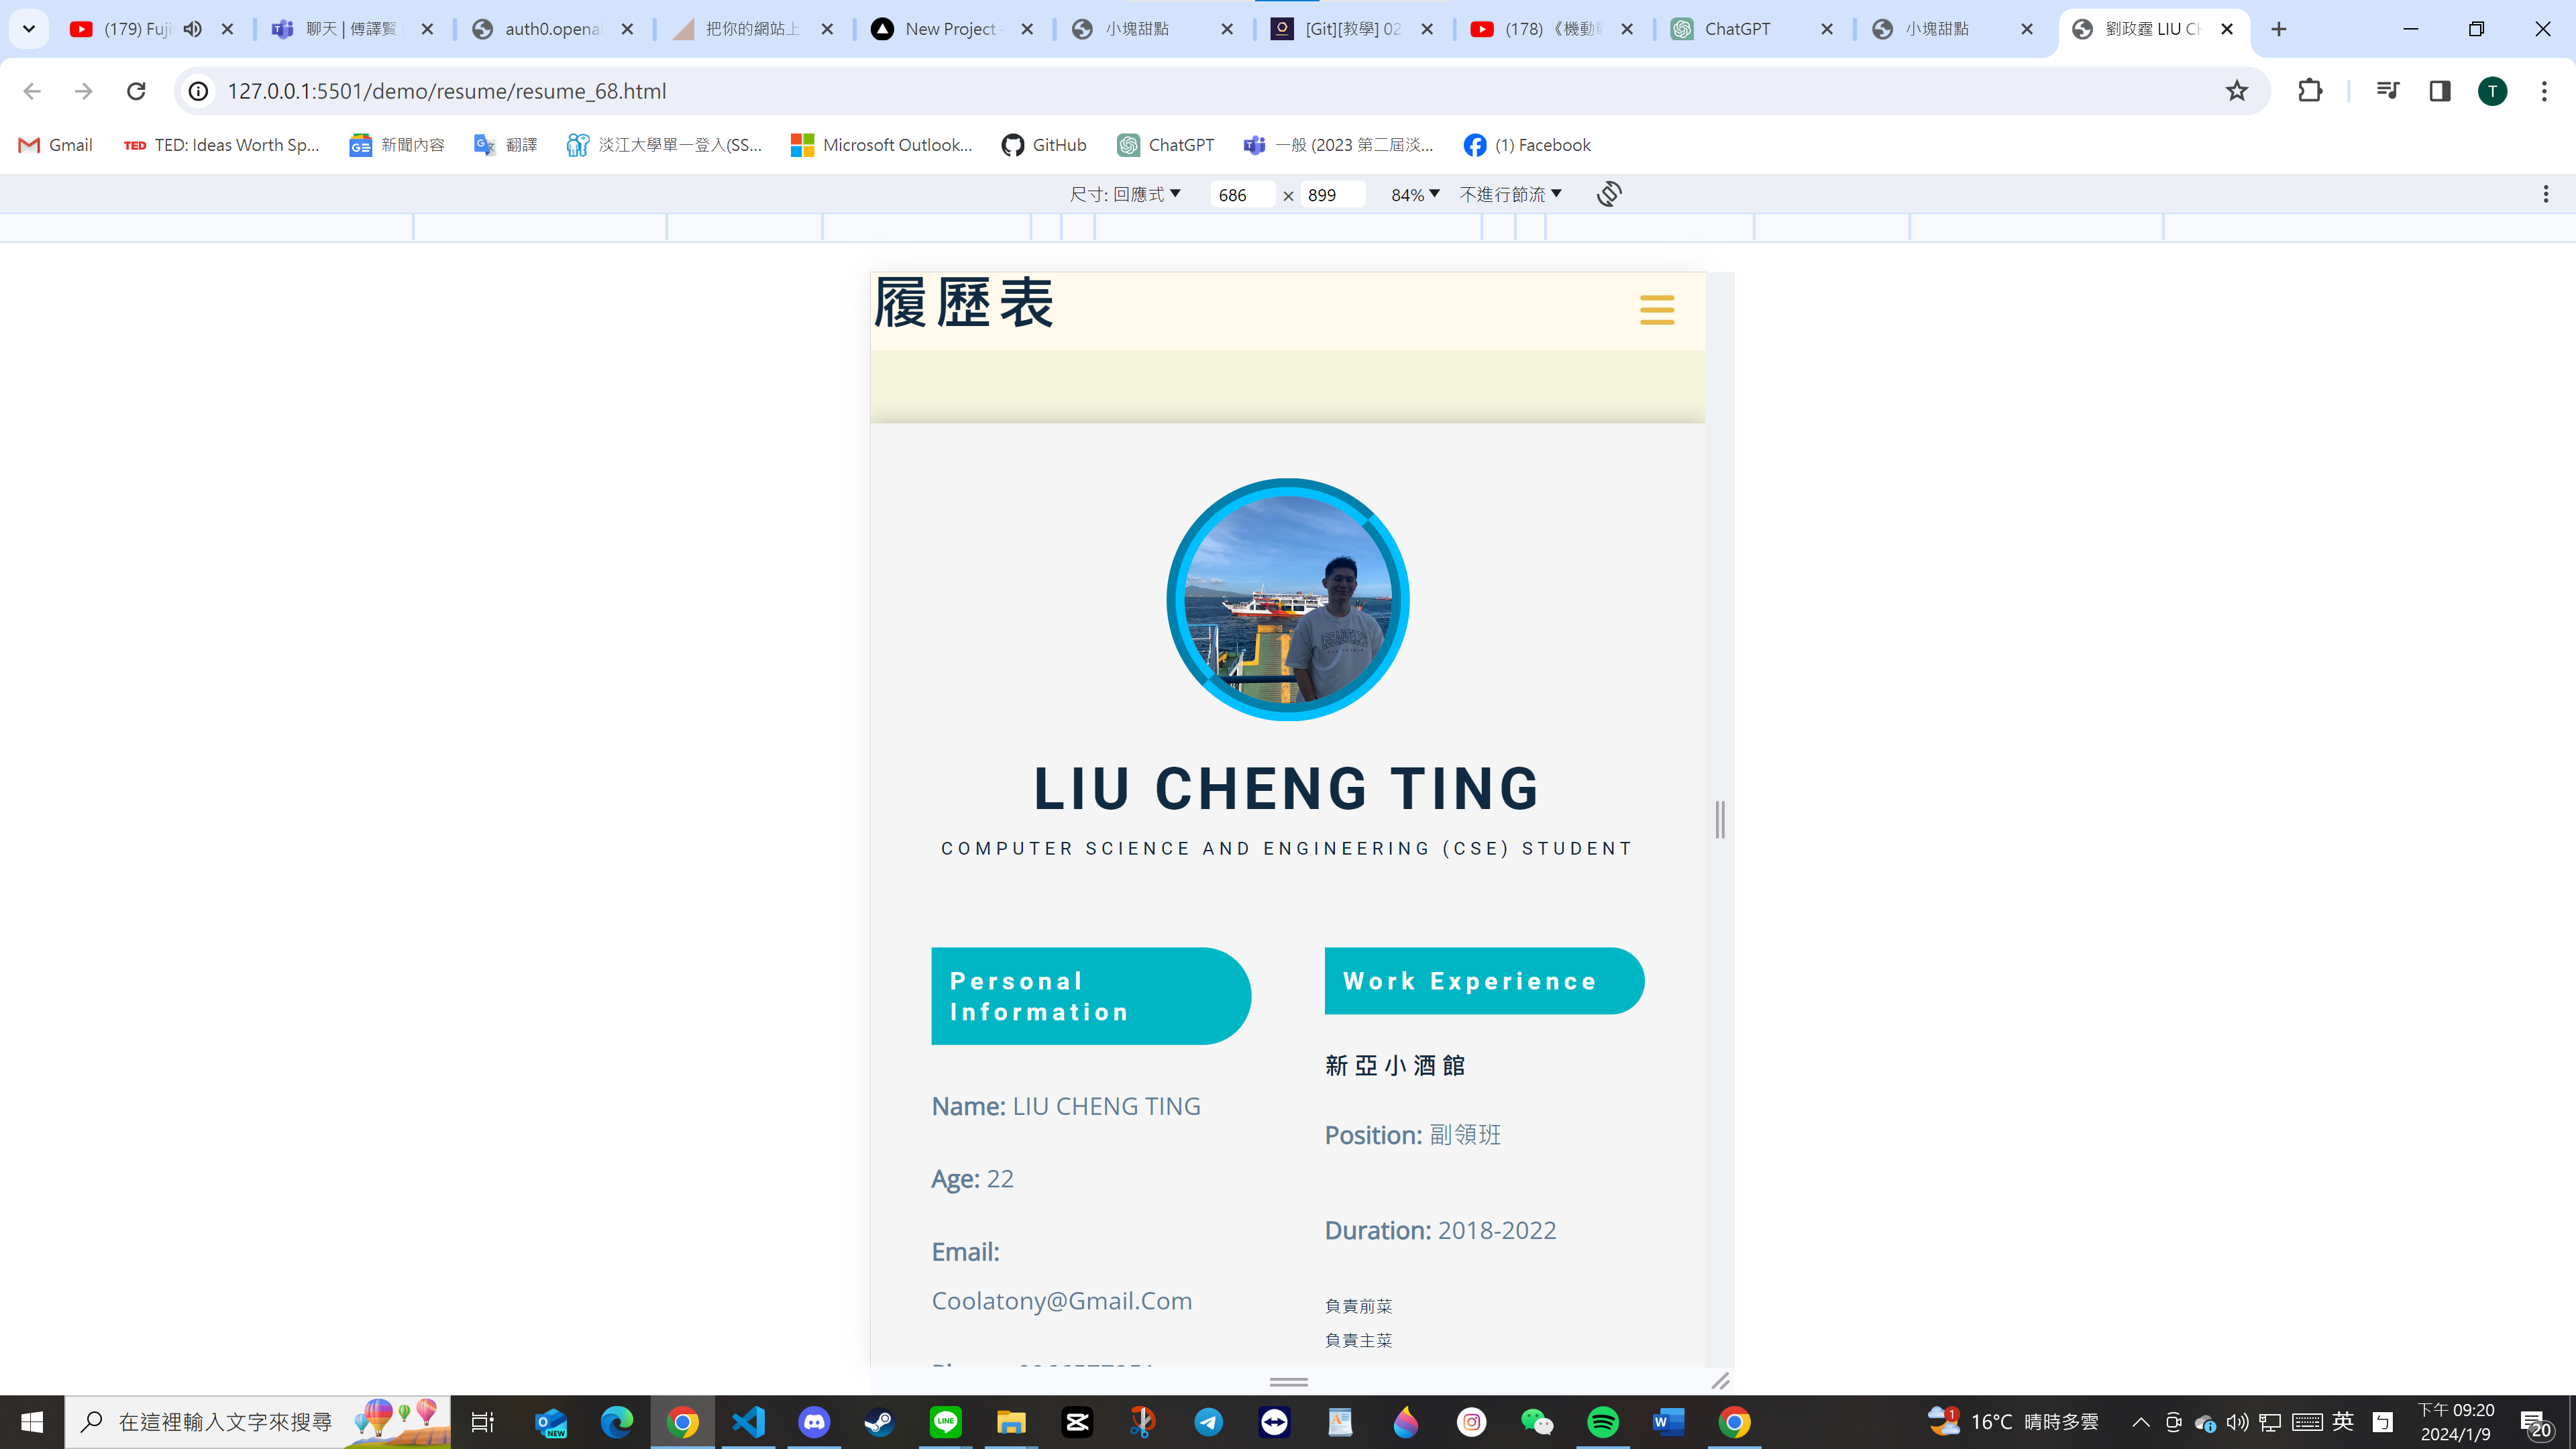 (179) Fuji
聊天 | 傅譯賢
auth0.openai
把你的網站上
New Project -
小塊甜點
[Git][教學] 02
(178) 《機動
ChatGPT
小塊甜點
劉政霆 LIU CH
127.0.0.1:5501/demo/resume/resume_68.html
T
Gmail
TED: Ideas Worth Sp...
新聞內容
翻譯
淡江大學單一登入(SS...
Microsoft Outlook...
GitHub
ChatGPT
一般 (2023 第二屆淡...
(1) Facebook
尺寸: 回應式
686 × 899
84%
不進行節流
履歷表
LIU CHENG TING
COMPUTER SCIENCE AND ENGINEERING (CSE) STUDENT
Personal
Information
Name: LIU CHENG TING
Age: 22
Email:
Coolatony@Gmail.Com
Work Experience
新亞小酒館
Position: 副領班
Duration: 2018-2022
負責前菜
負責主菜
在這裡輸入文字來搜尋
16°C 晴時多雲
英
下午 09:20
2024/1/9
20